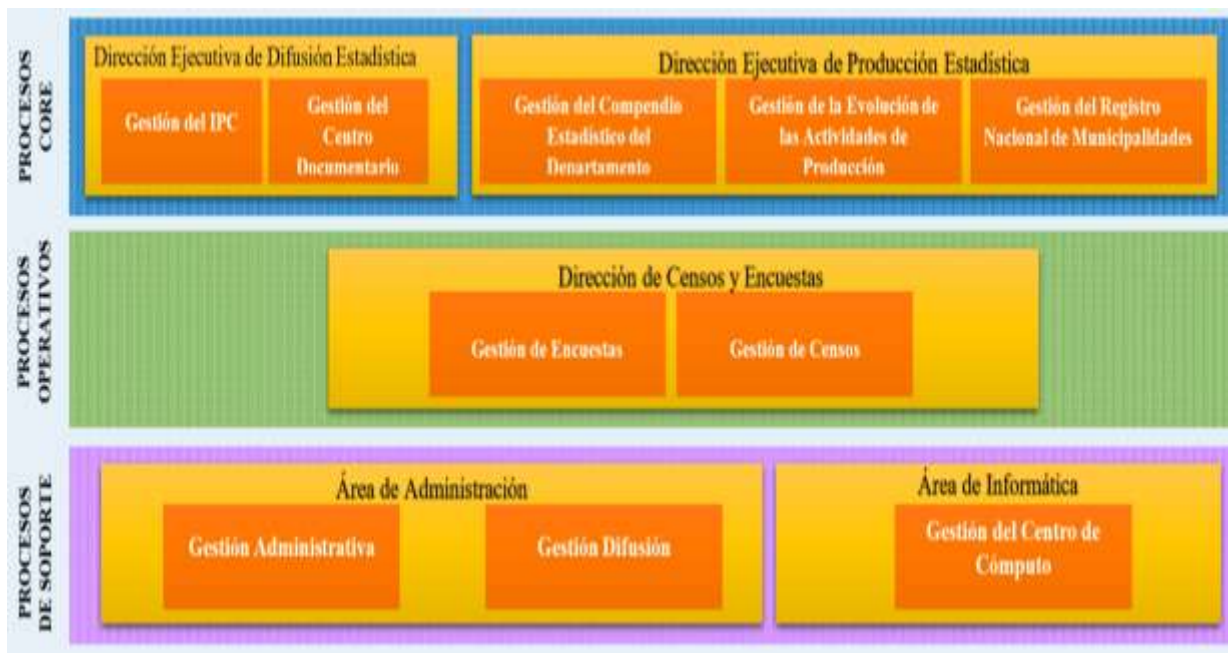 PROCESOS
CORE
Dirección Ejecutiva de Difusión Estadística
Gestión del IPC
Gestión del
Centro
Documentario
Dirección Ejecutiva de Producción Estadística
Gestión del Compendio
Estadístico del
Denartamento
Gestión de la Evolución de
las Actividades de
Producción
Gestión del Registro
Nacional de Municipalidades
PROCESOS
OPERATIVOS
Dirección de Censos y Encuestas
Gestión de Encuestas
Gestión de Censos
PROCESOS
DE SOPORTE
Área de Administración
Gestión Administrativa
Gestión Difusión
Área de Informática
Gestión del Centro de
Cómputo